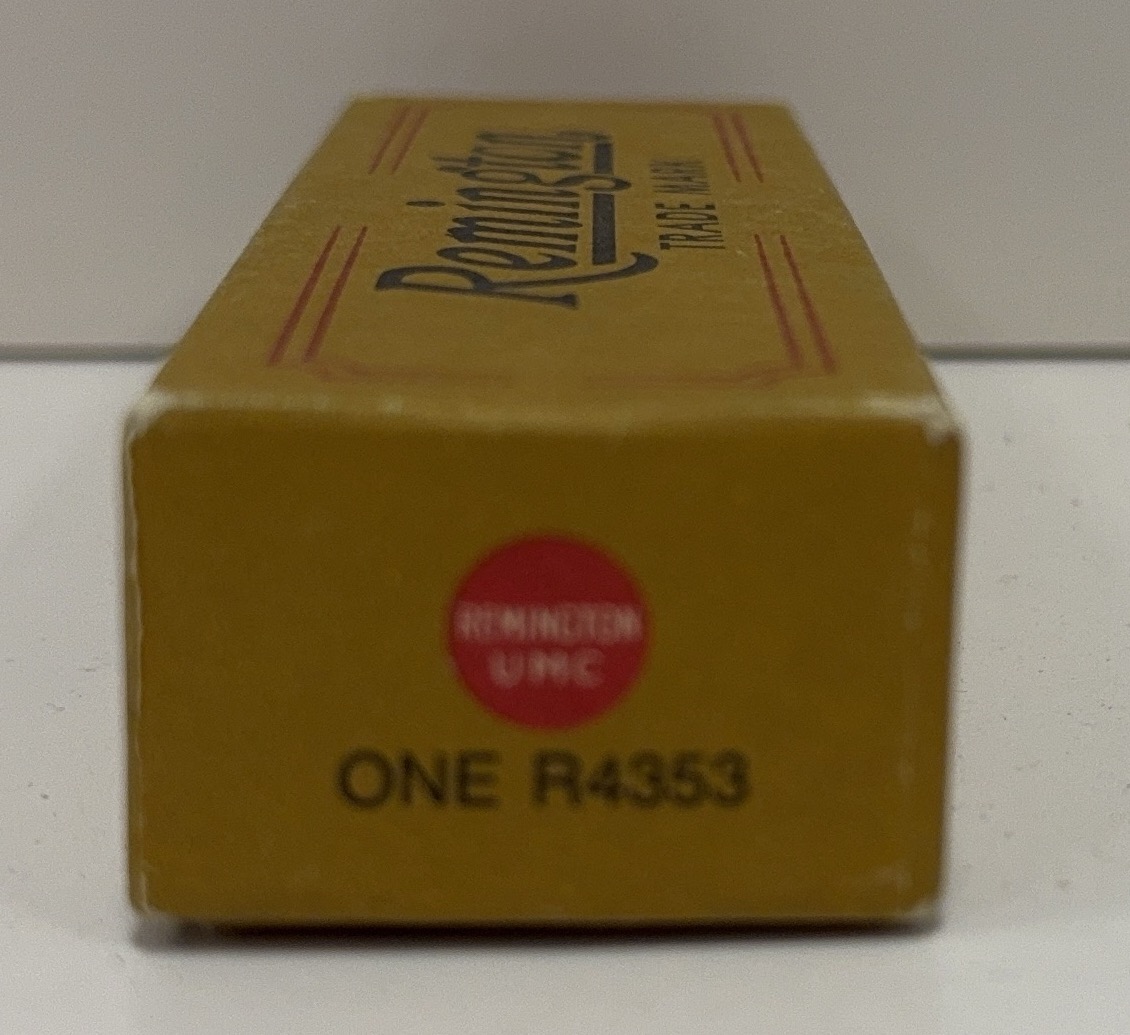 Remington
TRADE MARK
REMINGTON
UMC
ONE R4353